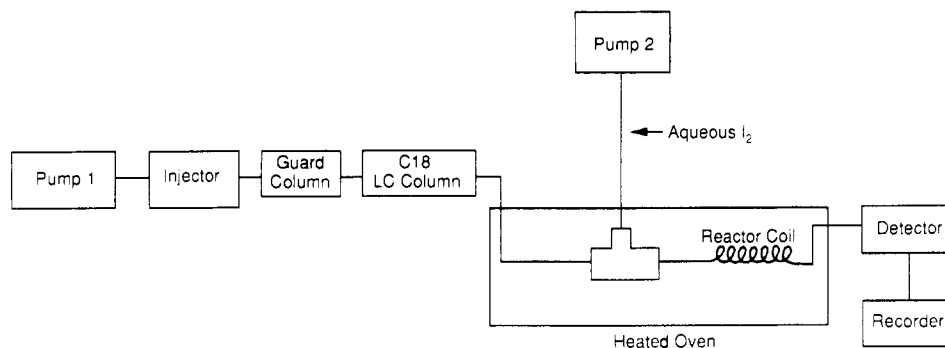 Pump 2
Aqueous I₂
Pump 1
Injector
Guard
Column
C18
LC Column
Reactor Coil
Detector
Recorder
Heated Oven